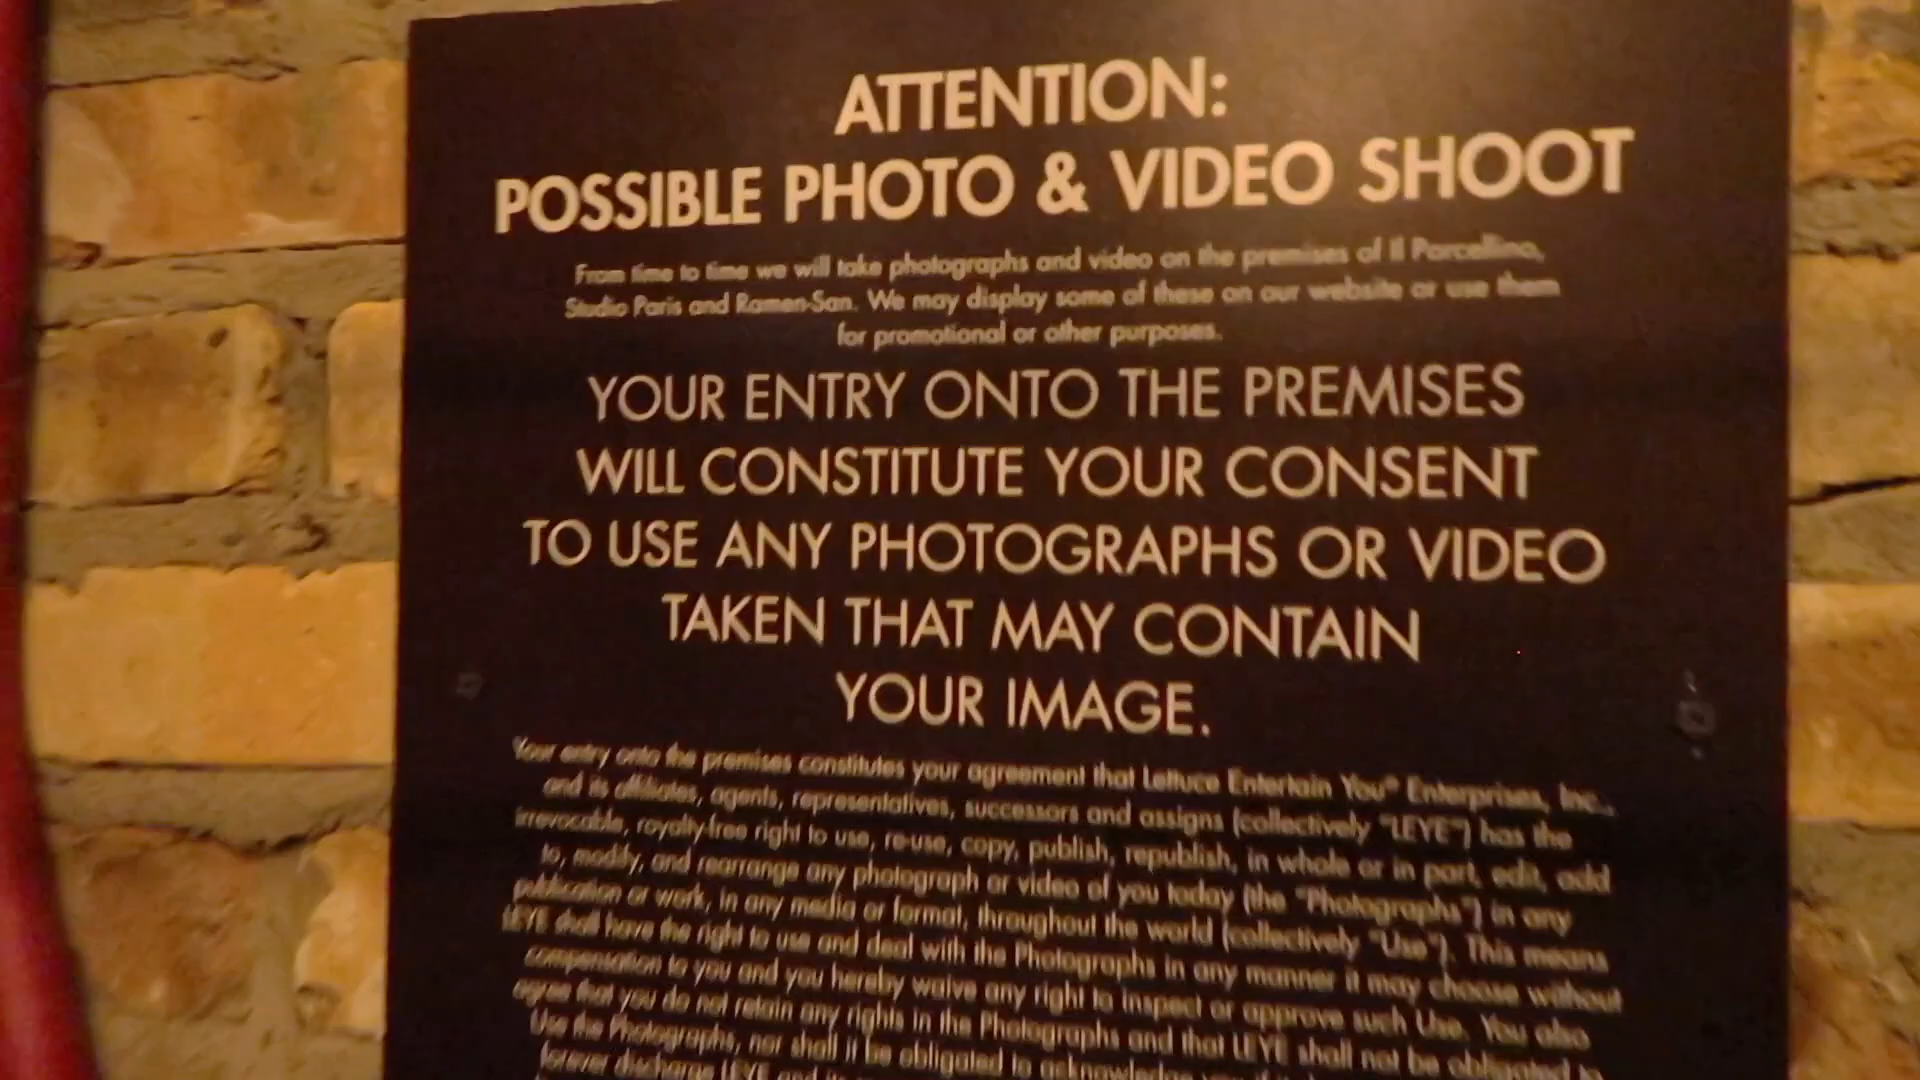 ATTENTION:
POSSIBLE PHOTO & VIDEO SHOOT
From time to time we will take photographs and video on the premises of Il Porcellino,
Studio Paris and Ramen-San. We may display some of these on our website or use them
for promotional or other purposes.
YOUR ENTRY ONTO THE PREMISES
WILL CONSTITUTE YOUR CONSENT
TO USE ANY PHOTOGRAPHS OR VIDEO
TAKEN THAT MAY CONTAIN
YOUR IMAGE.
Your entry onto the premises constitutes your agreement that Lettuce Entertain You® Enterprises, Inc.,
and its affiliates, agents, representatives, successors and assigns (collectively "LEYE") has the
irrevocable, royalty-free right to use, re-use, copy, publish, republish, in whole or in part, edit, add
to, modify, and rearrange any photograph or video of you today (the "Photographs") in any
publication or work, in any media or format, throughout the world (collectively "Use"). This means
LEYE shall have the right to use and deal with the Photographs in any manner it may choose without
compensation to you and you hereby waive any right to inspect or approve such Use. You also
agree that you do not retain any rights in the Photographs and that LEYE shall not be obligated to
Use the Photographs, nor shall it be obligated to acknowledge you
forever discharge LEYE and its